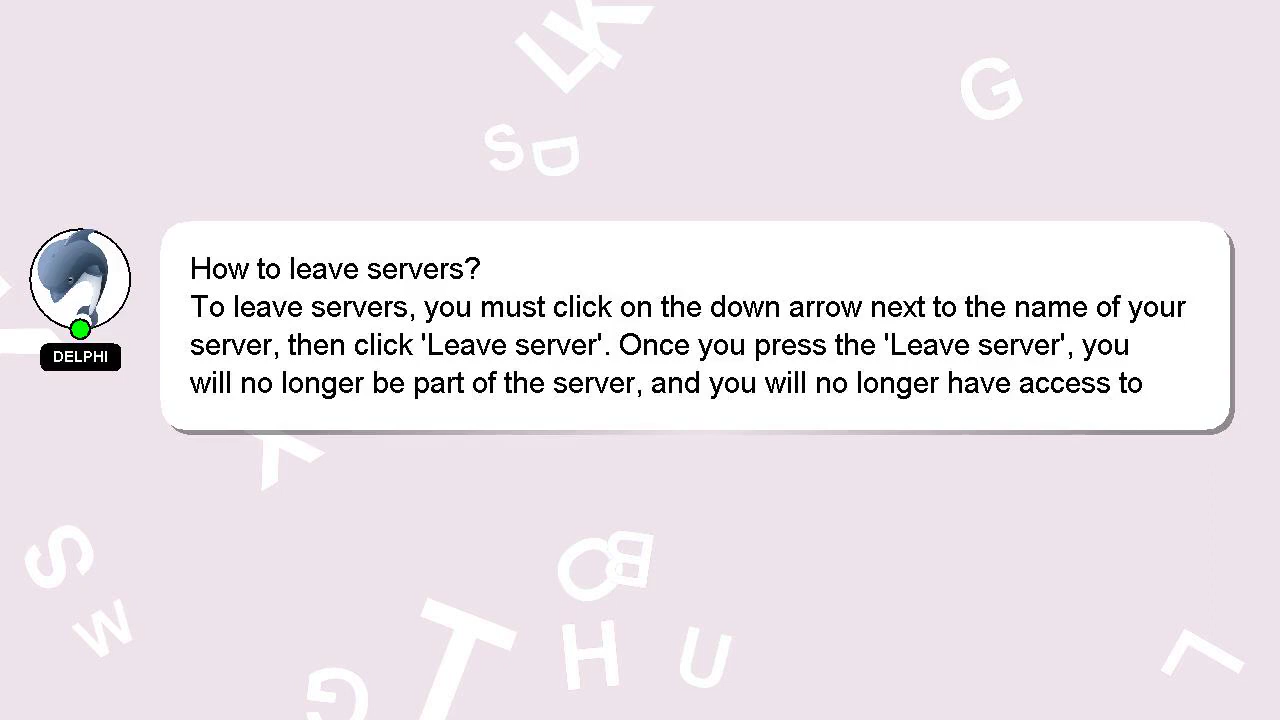 L
K
G
S
D
DELPHI
How to leave servers?
To leave servers, you must click on the down arrow next to the name of your
server, then click 'Leave server'. Once you press the 'Leave server', you
will no longer be part of the server, and you will no longer have access to
S
W
C
B
T
H
U
G
L